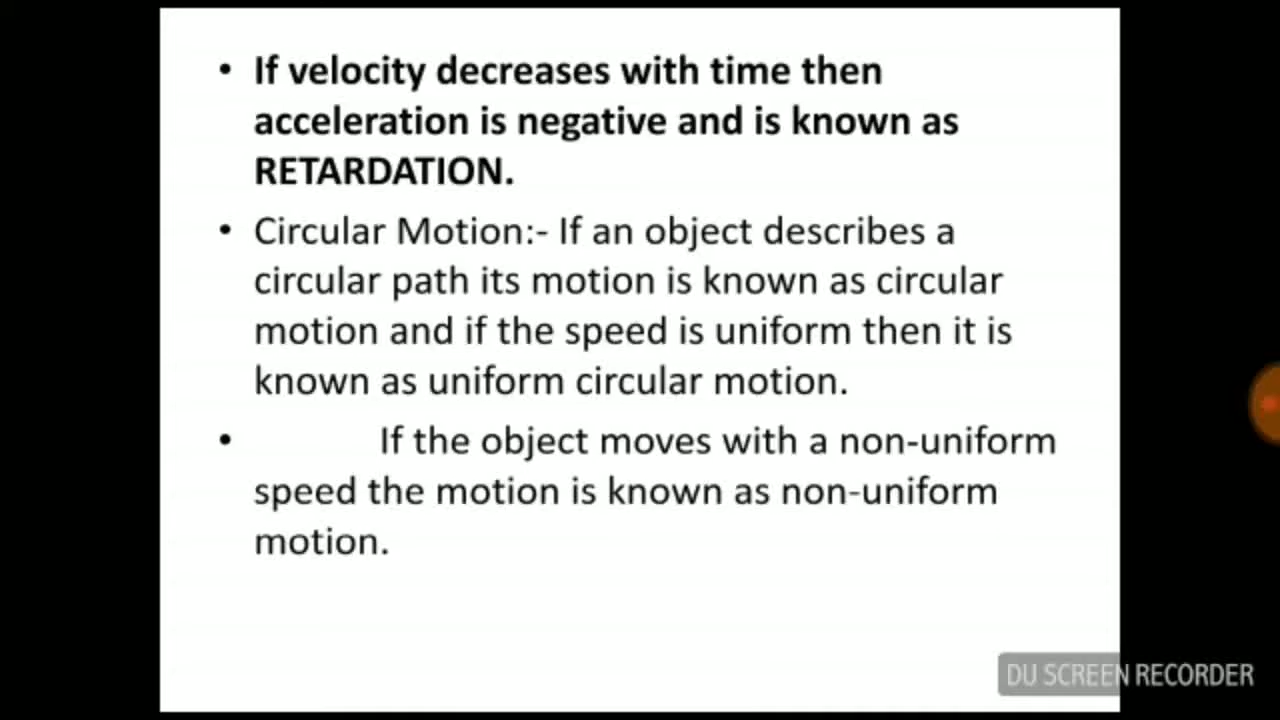 • If velocity decreases with time then
acceleration is negative and is known as
RETARDATION.
• Circular Motion:- If an object describes a
circular path its motion is known as circular
motion and if the speed is uniform then it is
known as uniform circular motion.
• If the object moves with a non-uniform
speed the motion is known as non-uniform
motion.
DU SCREEN RECORDER